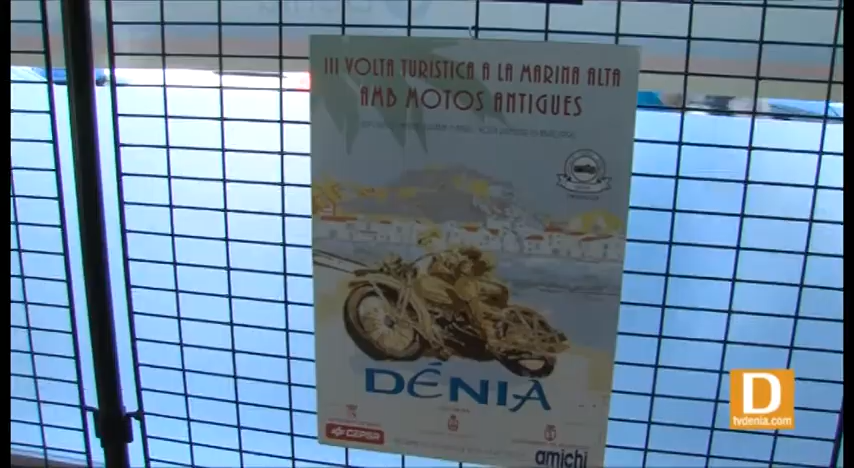 III VOLTA TURISTICA A LA MARINA ALTA
AMB MOTOS ANTIGUES
DÉNIA
CEPSA
amichi
D
tvdenia.com